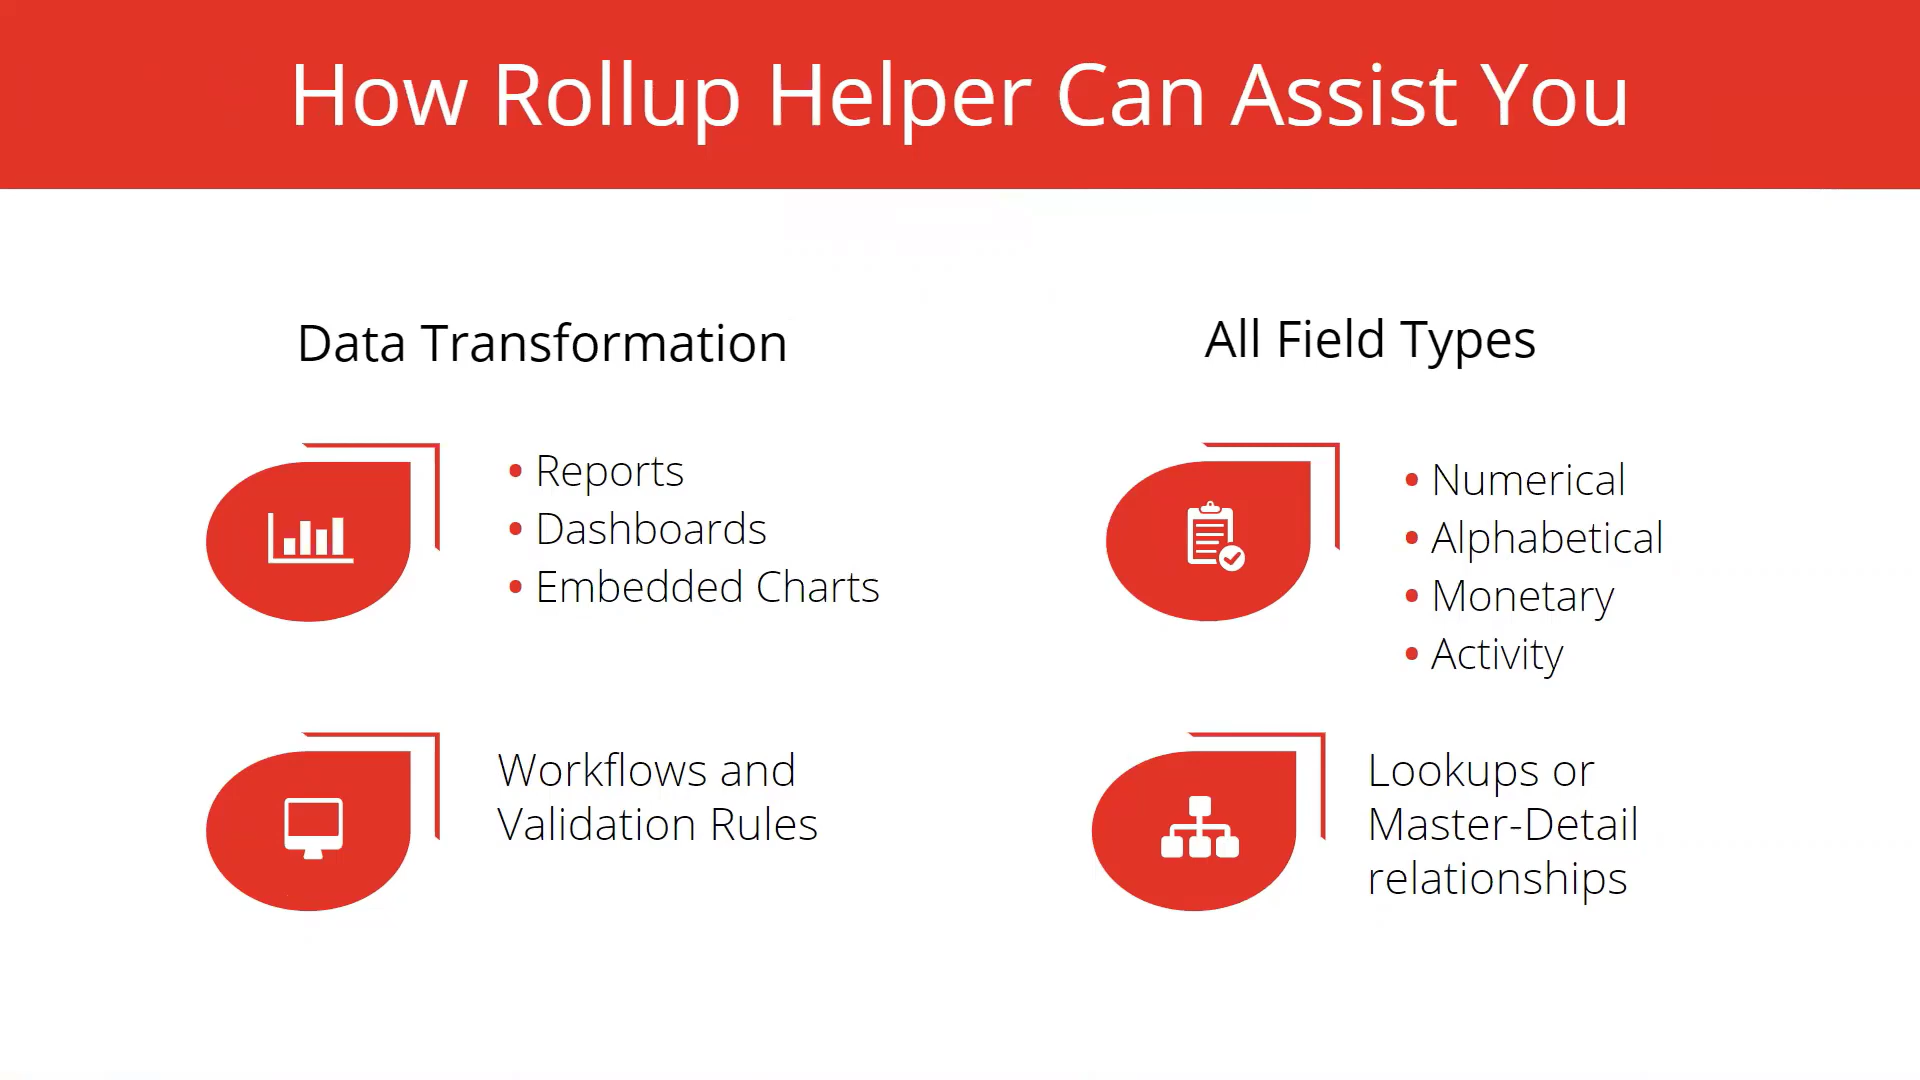 How Rollup Helper Can Assist You
Data Transformation
• Reports
• Dashboards
• Embedded Charts
Workflows and
Validation Rules
All Field Types
• Numerical
• Alphabetical
• Monetary
• Activity
Lookups or
Master-Detail
relationships